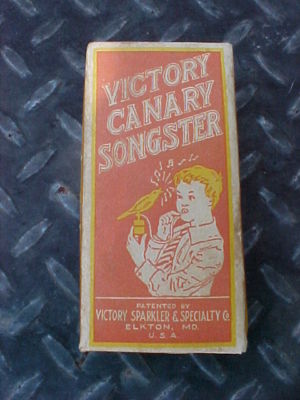 VICTORY
CANARY
SONGSTER
PATENTED BY
VICTORY SPARKLER & SPECIALTY Co.
ELKTON, MD.
U.S.A.